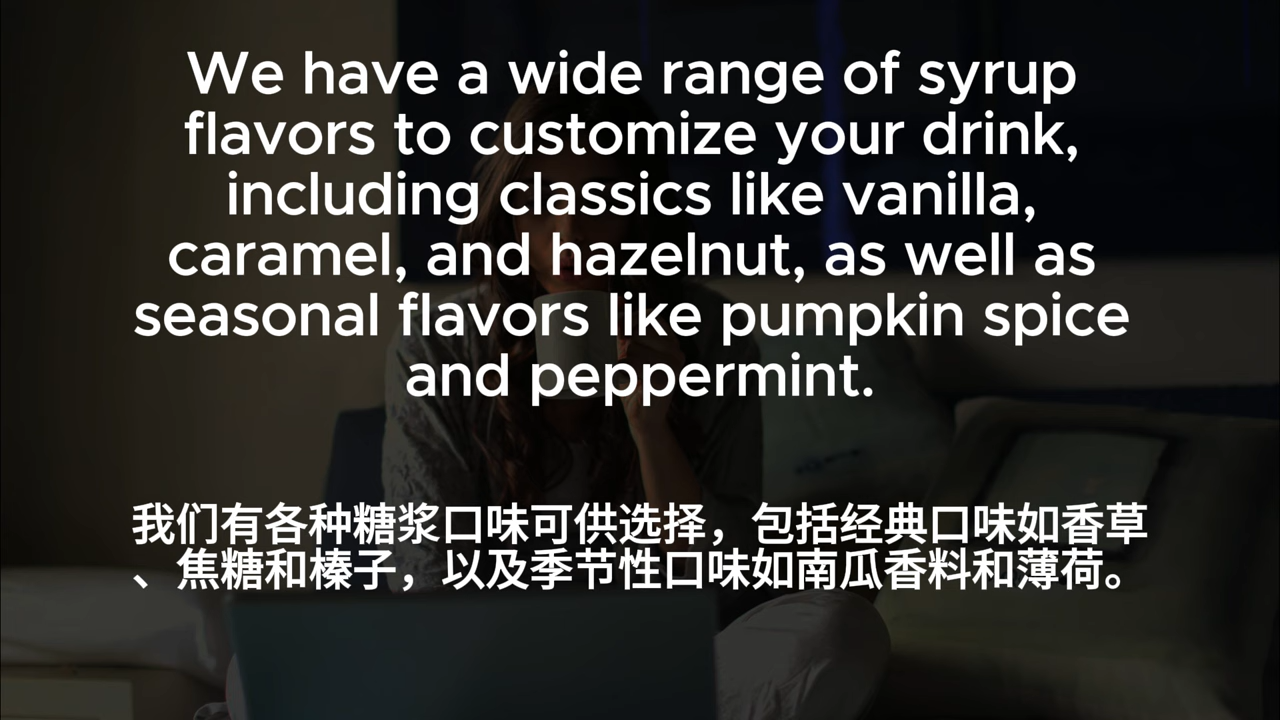 We have a wide range of syrup
flavors to customize your drink,
including classics like vanilla,
caramel, and hazelnut, as well as
seasonal flavors like pumpkin spice
and peppermint.
我们有各种糖浆口味可供选择，包括经典口味如香草
、焦糖和榛子，以及季节性口味如南瓜香料和薄荷。